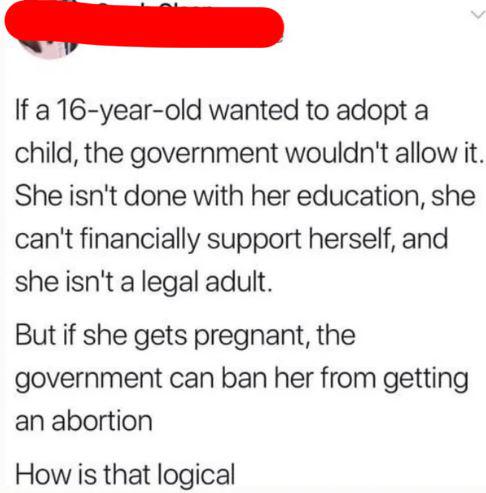 If a 16-year-old wanted to adopt a
child, the government wouldn't allow it.
She isn't done with her education, she
can't financially support herself, and
she isn't a legal adult.
But if she gets pregnant, the
government can ban her from getting
an abortion
How is that logical